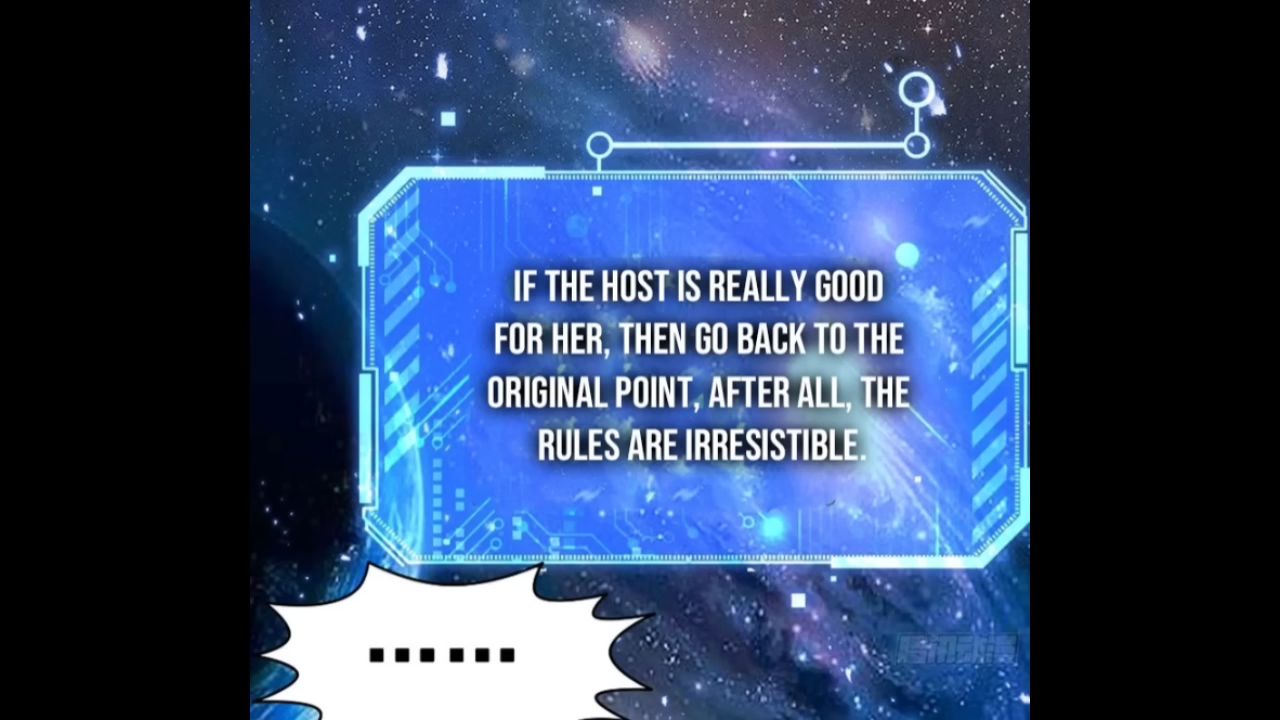 IF THE HOST IS REALLY GOOD
FOR HER, THEN GO BACK TO THE
ORIGINAL POINT, AFTER ALL, THE
RULES ARE IRRESISTIBLE.
... ...